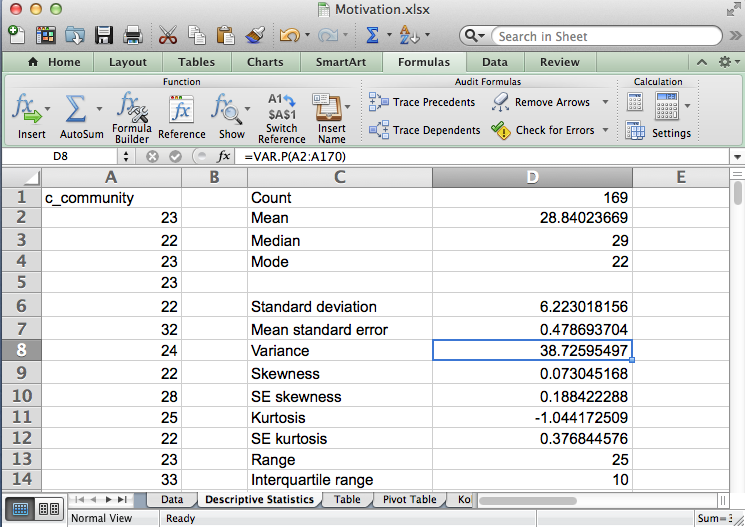 Motivation.xlsx
Search in Sheet
Home Layout Tables Charts SmartArt Formulas Data Review
Function Audit Formulas Calculation
Insert AutoSum Formula Builder Reference Show A1 $A$1 Switch Reference Insert Name Trace Precedents Remove Arrows
Trace Dependents Check for Errors Settings
D8 fx =VAR.P(A2:A170)
A B C D E
1 c_community Count 169
2 23 Mean 28.84023669
3 22 Median 29
4 23 Mode 22
5 23
6 22 Standard deviation 6.223018156
7 32 Mean standard error 0.478693704
8 24 Variance 38.72595497
9 22 Skewness 0.073045168
10 28 SE skewness 0.188422288
11 25 Kurtosis -1.044172509
12 22 SE kurtosis 0.376844576
13 23 Range 25
14 33 Interquartile range 10
Data Descriptive Statistics Table Pivot Table Ko
Normal View Ready Sum=